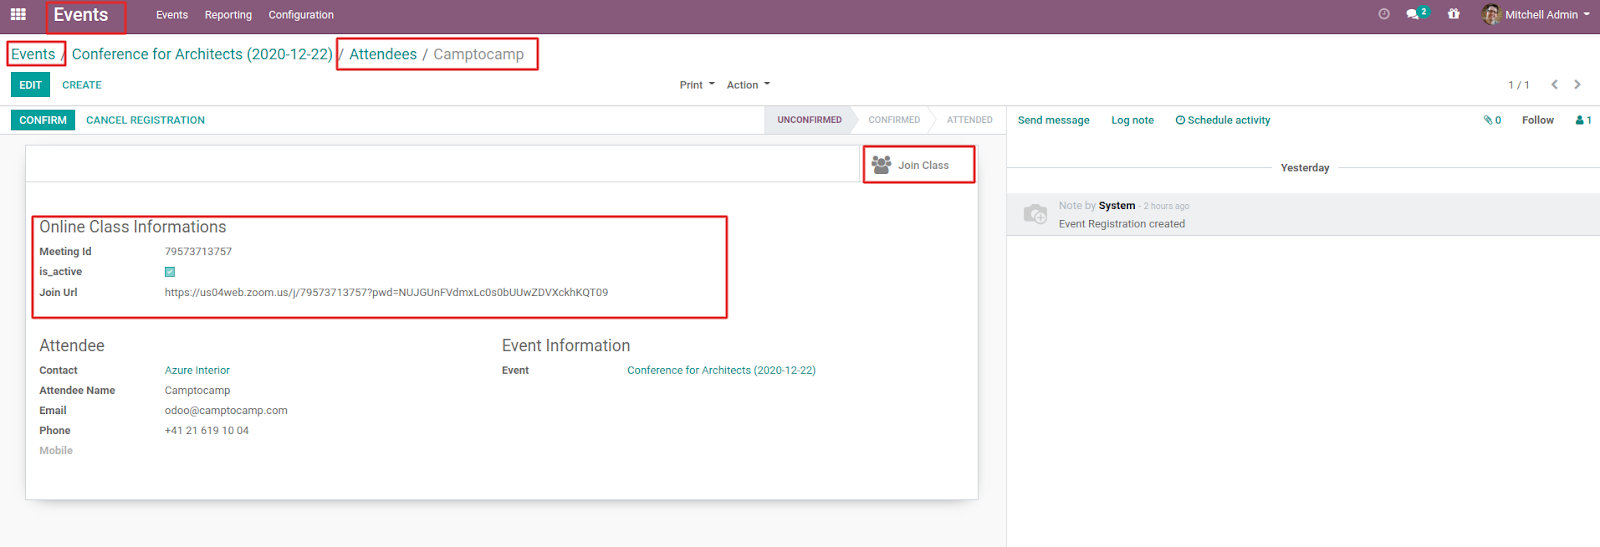 Events Events Reporting Configuration 2 Mitchell Admin
Events / Conference for Architects (2020-12-22) / Attendees / Camptocamp
EDIT CREATE Print Action 1 / 1
CONFIRM CANCEL REGISTRATION UNCONFIRMED CONFIRMED ATTENDED Send message Log note Schedule activity 0 Follow 1
Join Class
Yesterday
Note by System - 2 hours ago
Event Registration created
Online Class Informations
Meeting Id 79573713757
is_active
Join Url https://us04web.zoom.us/j/79573713757?pwd=NUJGUnFVdmxLc0s0bUUwZDVXckhKQT09
Attendee Event Information
Contact Azure Interior Event Conference for Architects (2020-12-22)
Attendee Name Camptocamp
Email odoo@camptocamp.com
Phone +41 21 619 10 04
Mobile